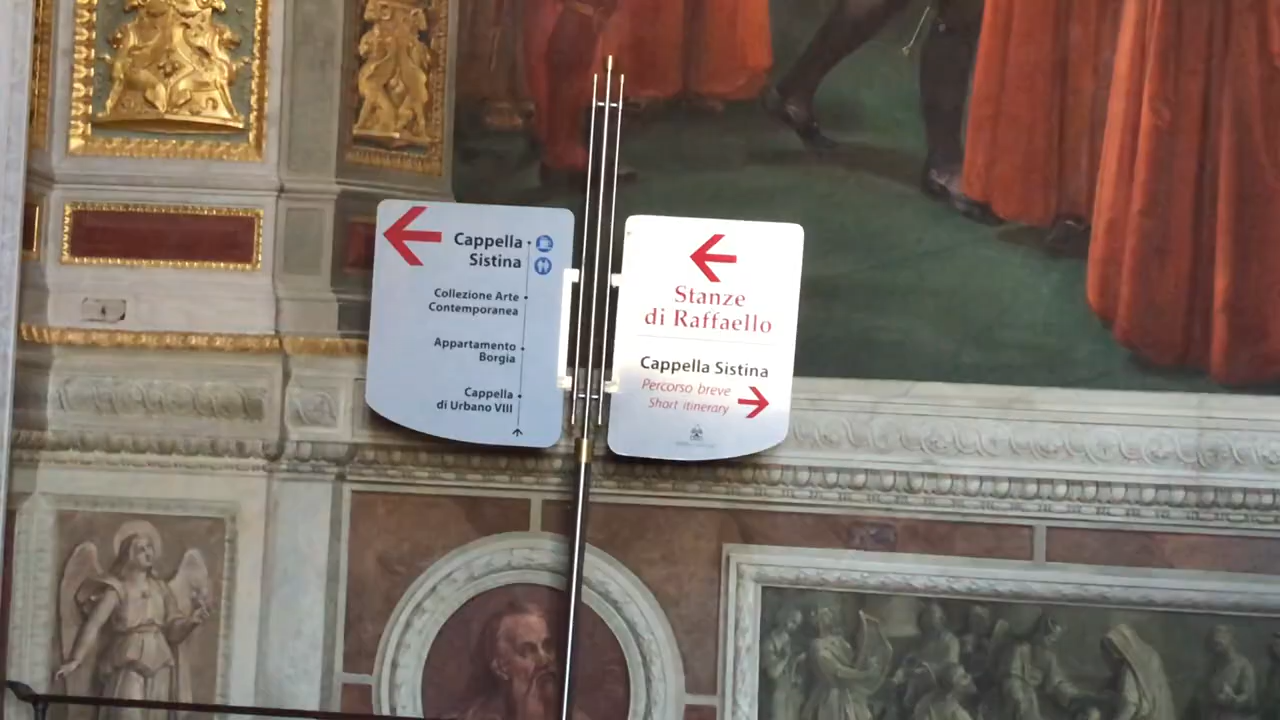 Cappella
Sistina
Collezione Arte
Contemporanea
Appartamento
Borgia
Cappella
di Urbano VIII
Stanze
di Raffaello
Cappella Sistina
Percorso breve
Short itinerary